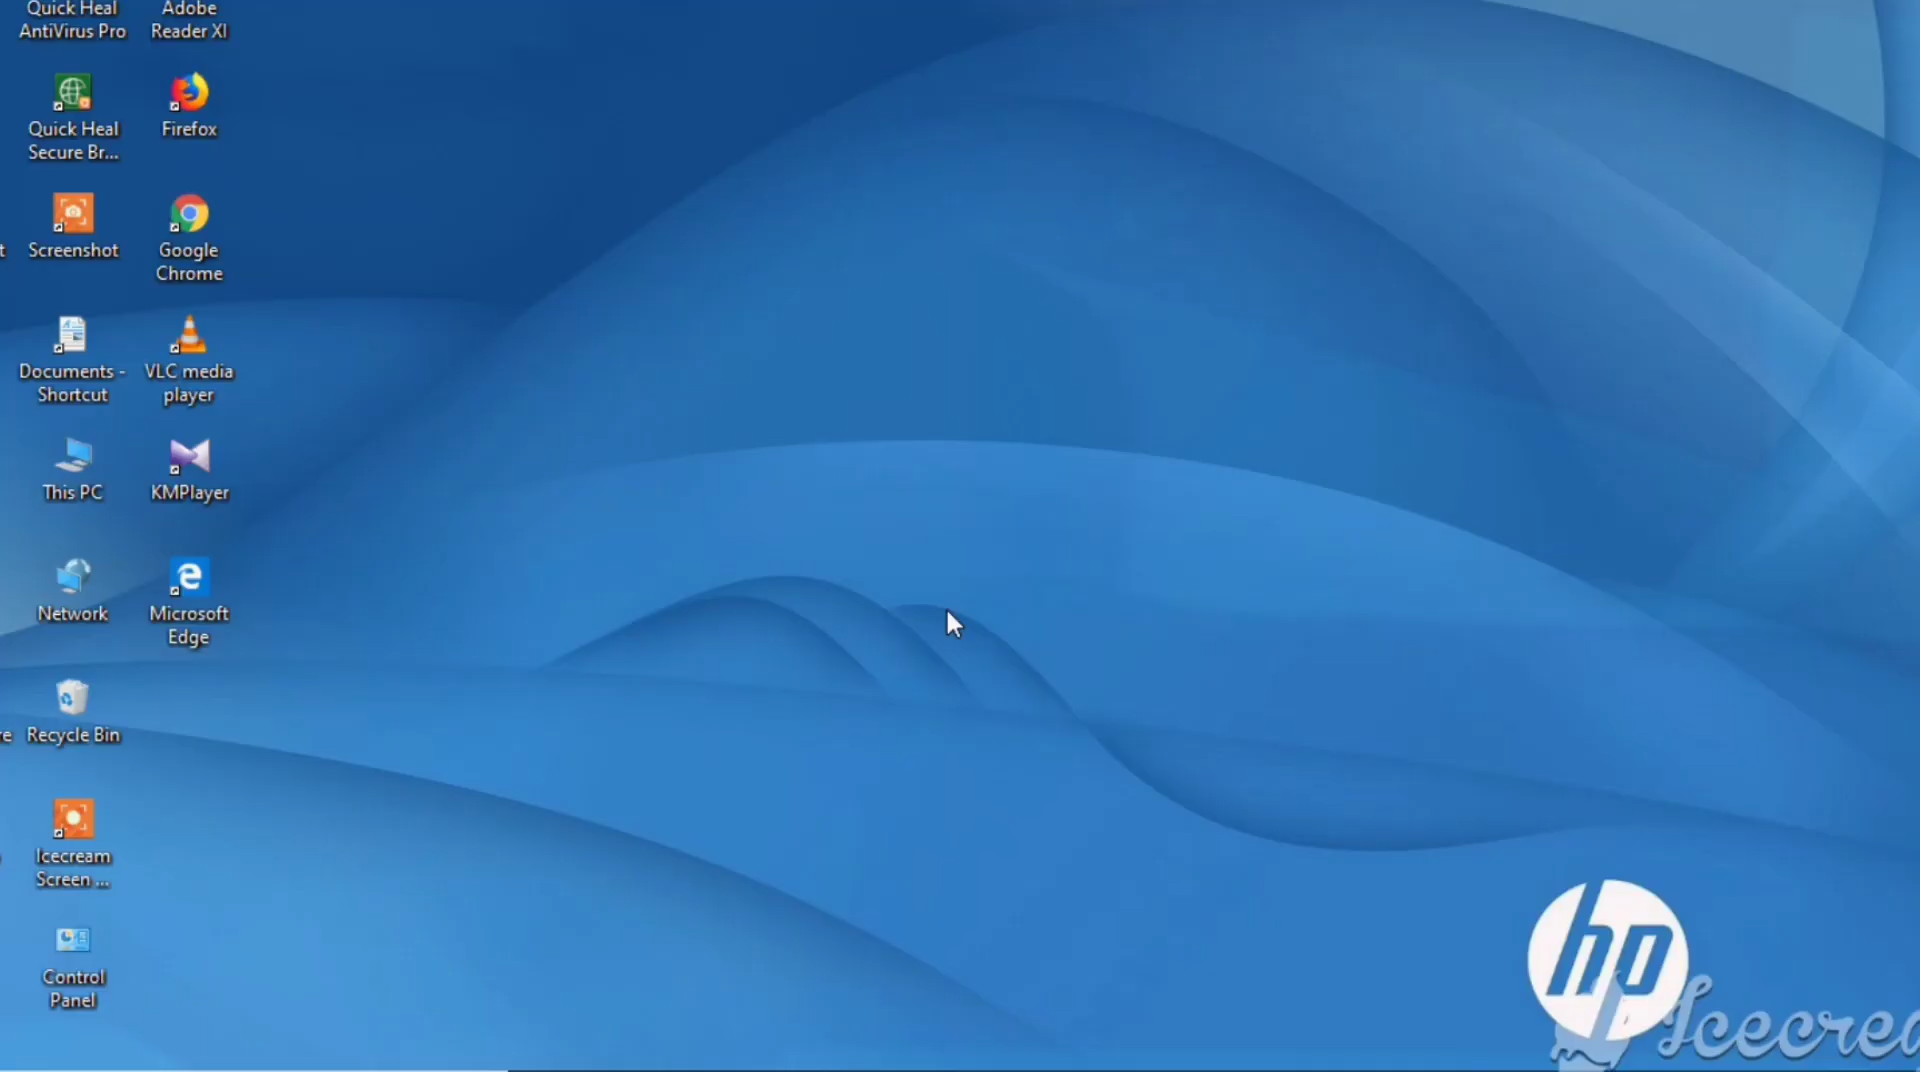 Quick Heal
AntiVirus Pro
Adobe
Reader XI
Quick Heal
Secure Br...
Firefox
Screenshot
Google
Chrome
Documents -
Shortcut
VLC media
player
This PC
KMPlayer
Network
Microsoft
Edge
Recycle Bin
Icecream
Screen ...
Control
Panel
hp
Icecrea